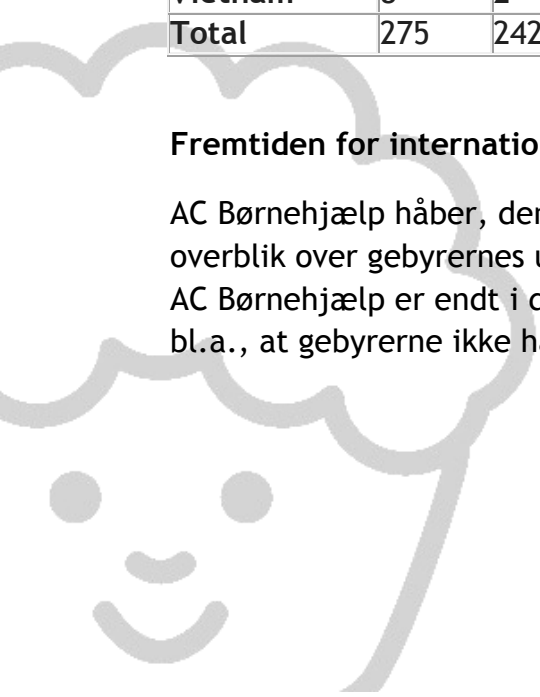 Total 275 242
Fremtiden for internatio
AC Børnehjælp håber, der
overblik over gebyrernes u
AC Børnehjælp er endt i d
bl.a., at gebyrerne ikke ha